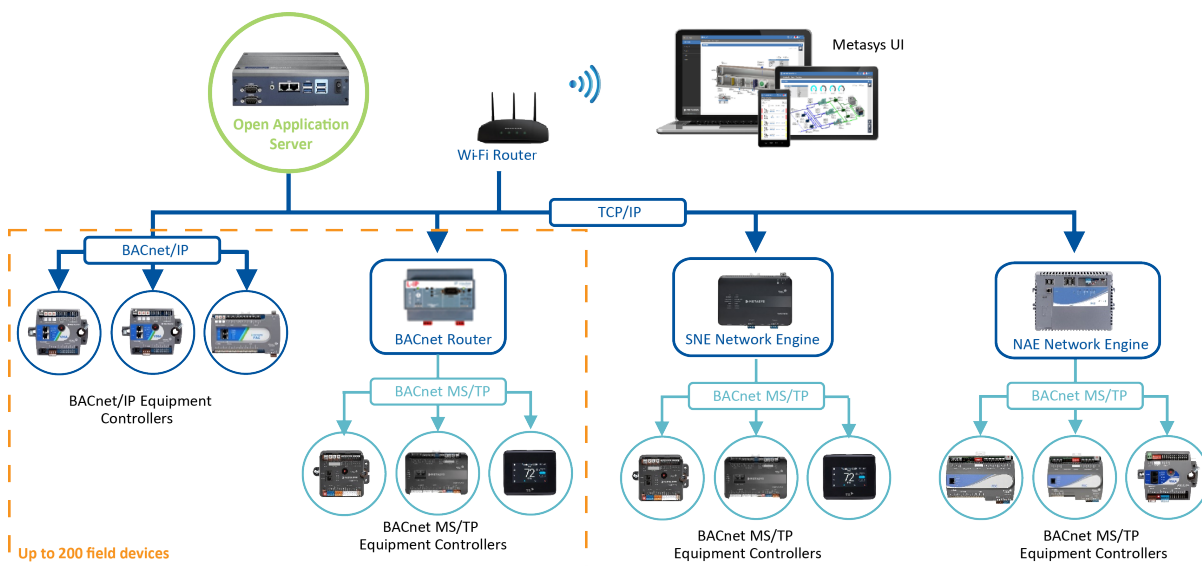 Metasys UI
Open Application
Server
Wi-Fi Router
TCP/IP
BACnet/IP
BACnet Router
SNE Network Engine
NAE Network Engine
BACnet/IP Equipment
Controllers
BACnet MS/TP
BACnet MS/TP
BACnet MS/TP
72
72
BACnet MS/TP
Equipment Controllers
BACnet MS/TP
Equipment Controllers
BACnet MS/TP
Equipment Controllers
Up to 200 field devices